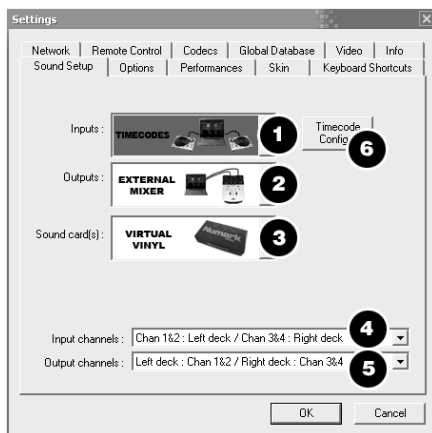 Settings
Network Remote Control Codecs Global Database Video Info
Sound Setup Options Performances Skin Keyboard Shortcuts
Inputs : TIMECODES 1 Timecode
Config 6
Outputs : EXTERNAL
MIXER 2
Sound card(s) : VIRTUAL
VINYL Numark 3
Input channels : Chan 1&2 : Left deck / Chan 3&4 : Right deck 4
Output channels : Left deck : Chan 1&2 / Right deck : Chan 3&4 5
OK Cancel